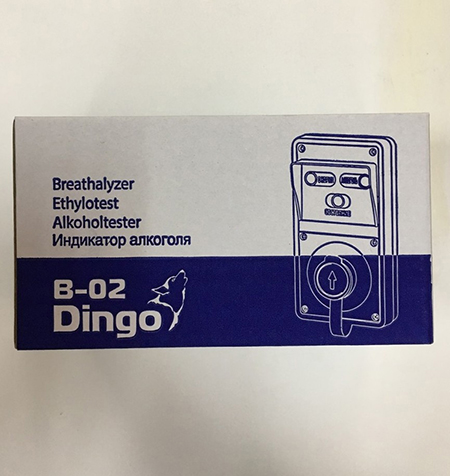 Breathalyzer
Ethylotest
Alkoholtester
Индикатор алкоголя
B-02
Dingo